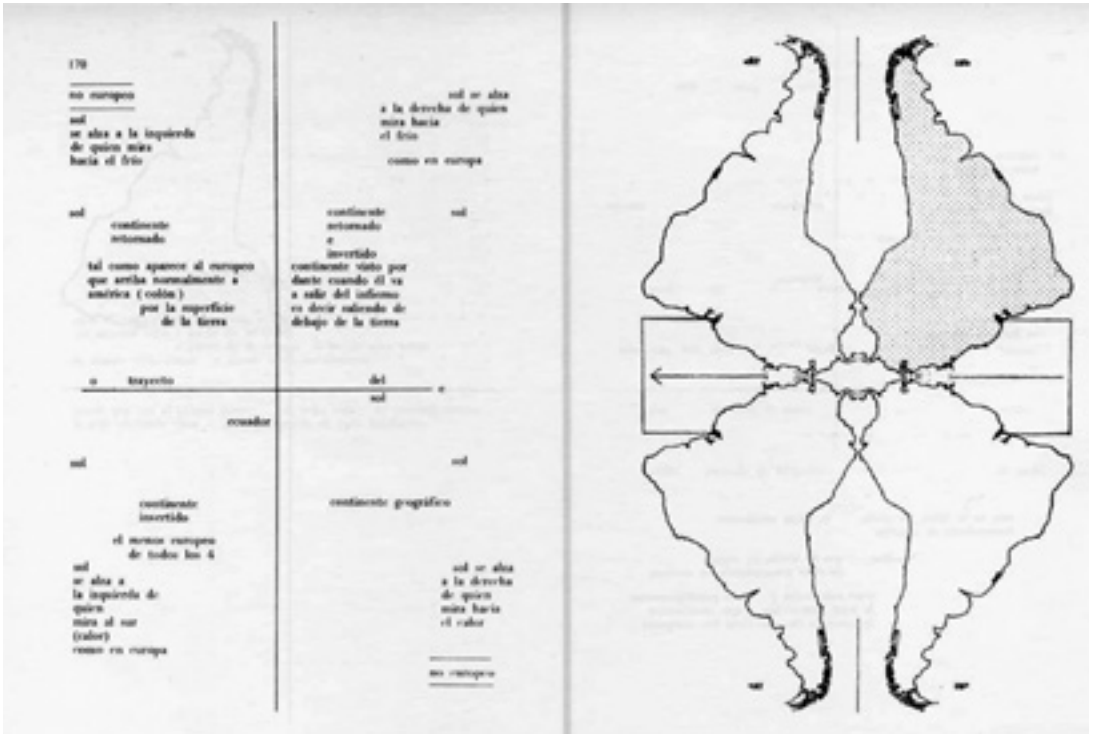 170
no europeo
sol
se alza a la izquierda
de quien mira
hacia el frío
sol se alza
a la derecha de quien
mira hacia
el frío
como en europa
sol
continente
retornado
tal como aparece al europeo
que arriba normalmente a
américa (colón)
por la superficie
de la tierra
continente
retornado
e
invertido
sol
continente visto por
dante cuando él va
a salir del infierno
es decir saliendo de
debajo de la tierra
o trayecto del e
sol
ecuador
sol
sol
continente
invertido
el menos europeo
de todos los 4
continente geográfico
sol
se alza a
la izquierda de
quien
mira al sur
(calor)
como en europa
sol se alza
a la derecha
de quien
mira hacia
el calor
no europeo